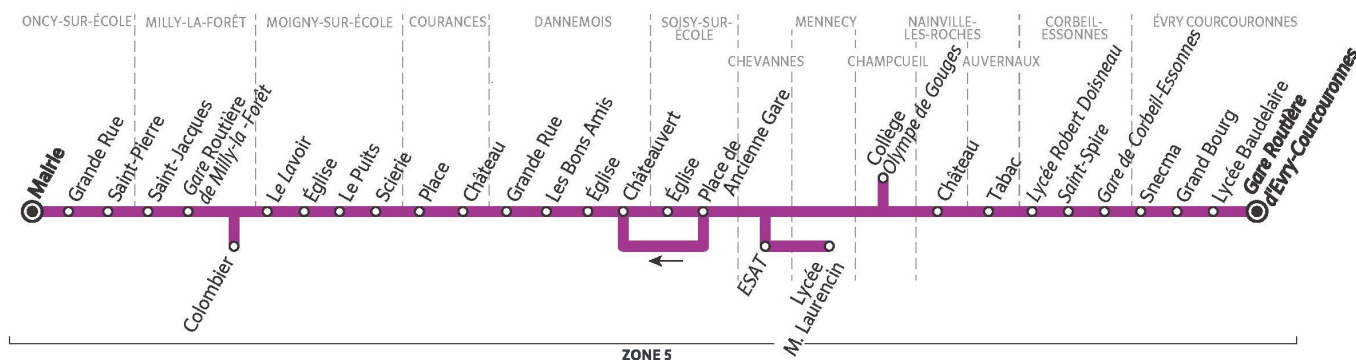 ONCY-SUR-ÉCOLE
MILLY-LA-FORÊT
MOIGNY-SUR-ÉCOLE
COURANCES
DANNEMOIS
SOISY-SUR-
ÉCOLE
CHEVANNES
MENNECY
CHAMPCUEIL
NAINVILLE-
LES-ROCHES
AUVERNAUX
CORBEIL-
ESSONNES
ÉVRY COURCOURONNES
Mairie
Grande Rue
Saint-Pierre
Saint-Jacques
Gare Routière
de Milly-la -Forêt
Colombier
Le Lavoir
Église
Le Puits
Scierie
Place
Château
Grande Rue
Les Bons Amis
Église
Châteauvert
Église
Place de
Ancienne Gare
ESAT
Lycée
M. Laurencin
Collège
Olympe de Gouges
Château
Tabac
Lycée Robert Doisneau
Saint-Spire
Gare de Corbeil-Essonnes
Snecma
Grand Bourg
Lycée Baudelaire
Gare Routière
d'Evry-Courcouronnes
ZONE 5